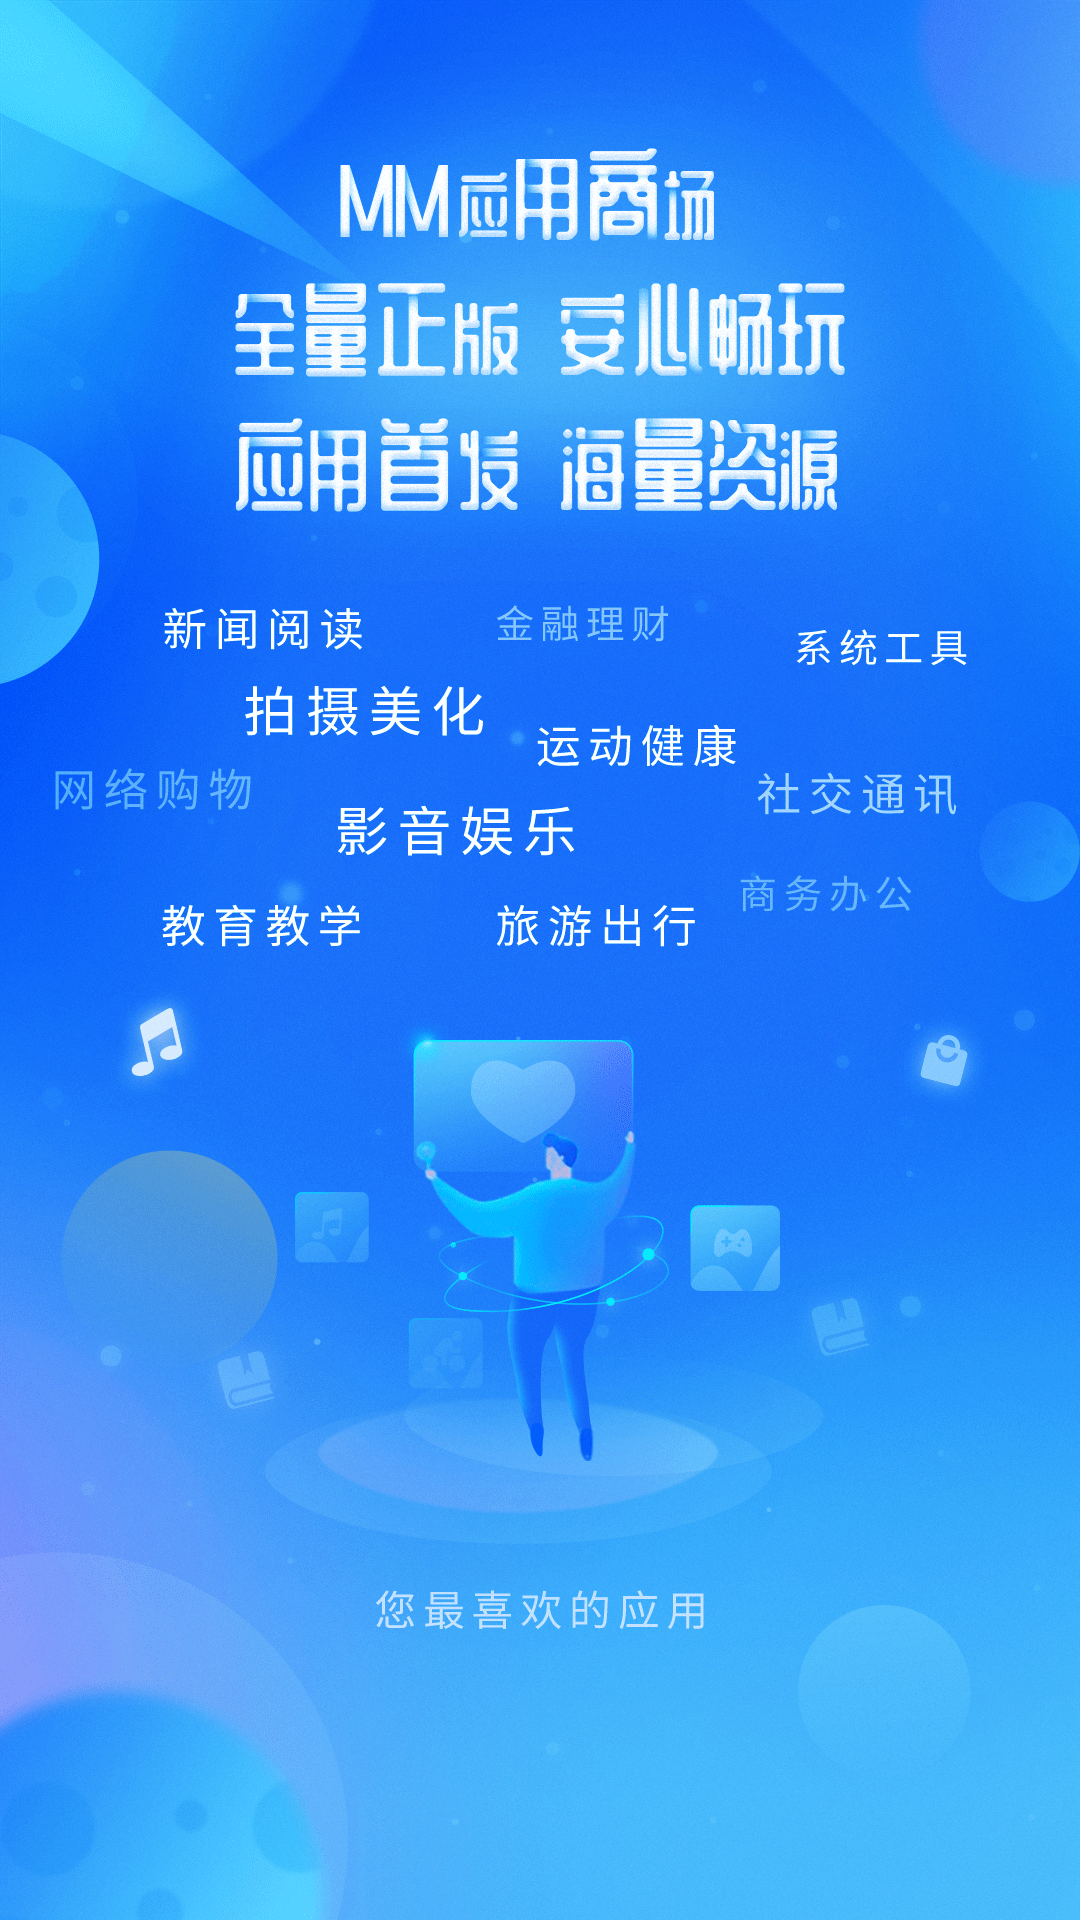 MM应用商场
全量正版 安心畅玩
应用首发 海量资源
新闻阅读
金融理财
系统工具
拍摄美化
运动健康
网络购物
社交通讯
影音娱乐
商务办公
教育教学
旅游出行
您最喜欢的应用